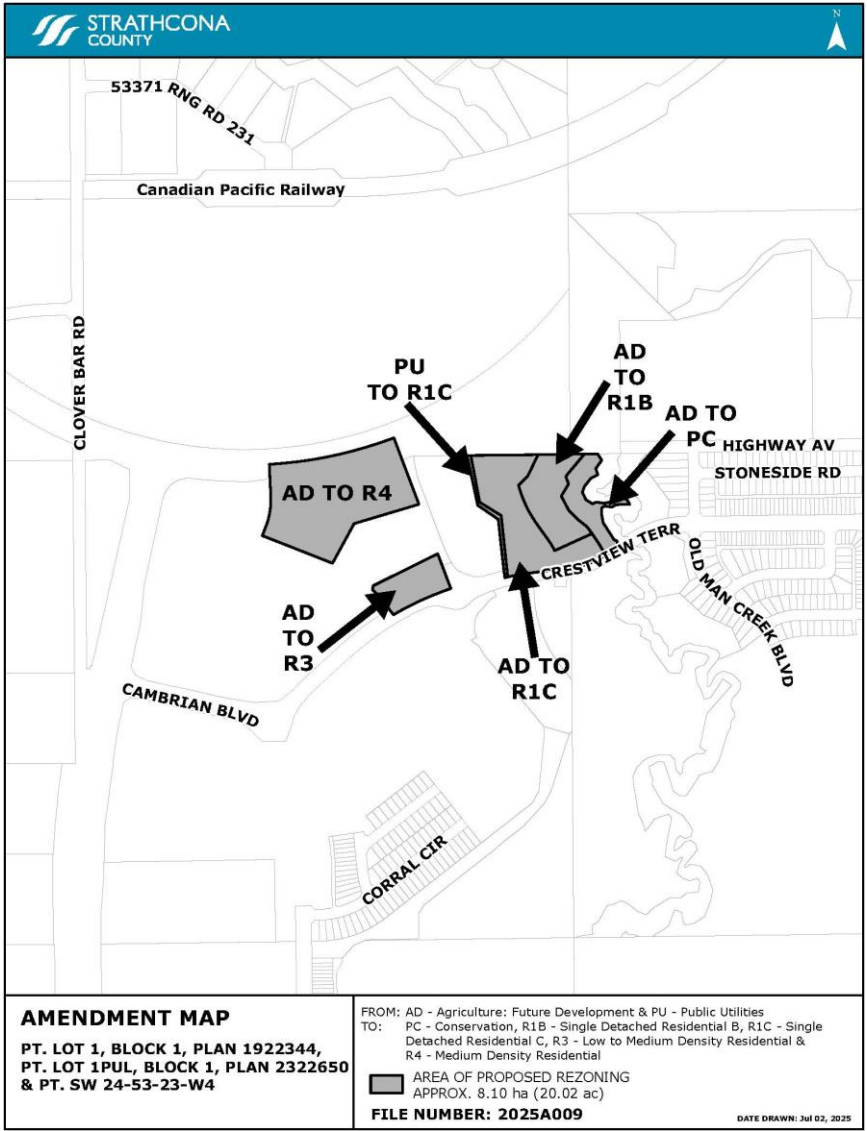 STRATHCONA
COUNTY
N
53371 RNG RD 231
Canadian Pacific Railway
CLOVER BAR RD
PU
TO R1C
AD
TO
R1B
AD TO
PC
HIGHWAY AV
STONESIDE RD
AD TO R4
CRESTVIEW TERR
OLD MAN CREEK BLVD
AD
TO
R3
AD TO
R1C
CAMBRIAN BLVD
CORRAL CIR
AMENDMENT MAP
PT. LOT 1, BLOCK 1, PLAN 1922344,
PT. LOT 1PUL, BLOCK 1, PLAN 2322650
& PT. SW 24-53-23-W4
FROM: AD - Agriculture: Future Development & PU - Public Utilities
TO: PC - Conservation, R1B - Single Detached Residential B, R1C - Single
Detached Residential C, R3 - Low to Medium Density Residential &
R4 - Medium Density Residential
AREA OF PROPOSED REZONING
APPROX. 8.10 ha (20.02 ac)
FILE NUMBER: 2025A009
DATE DRAWN: Jul 02, 2025